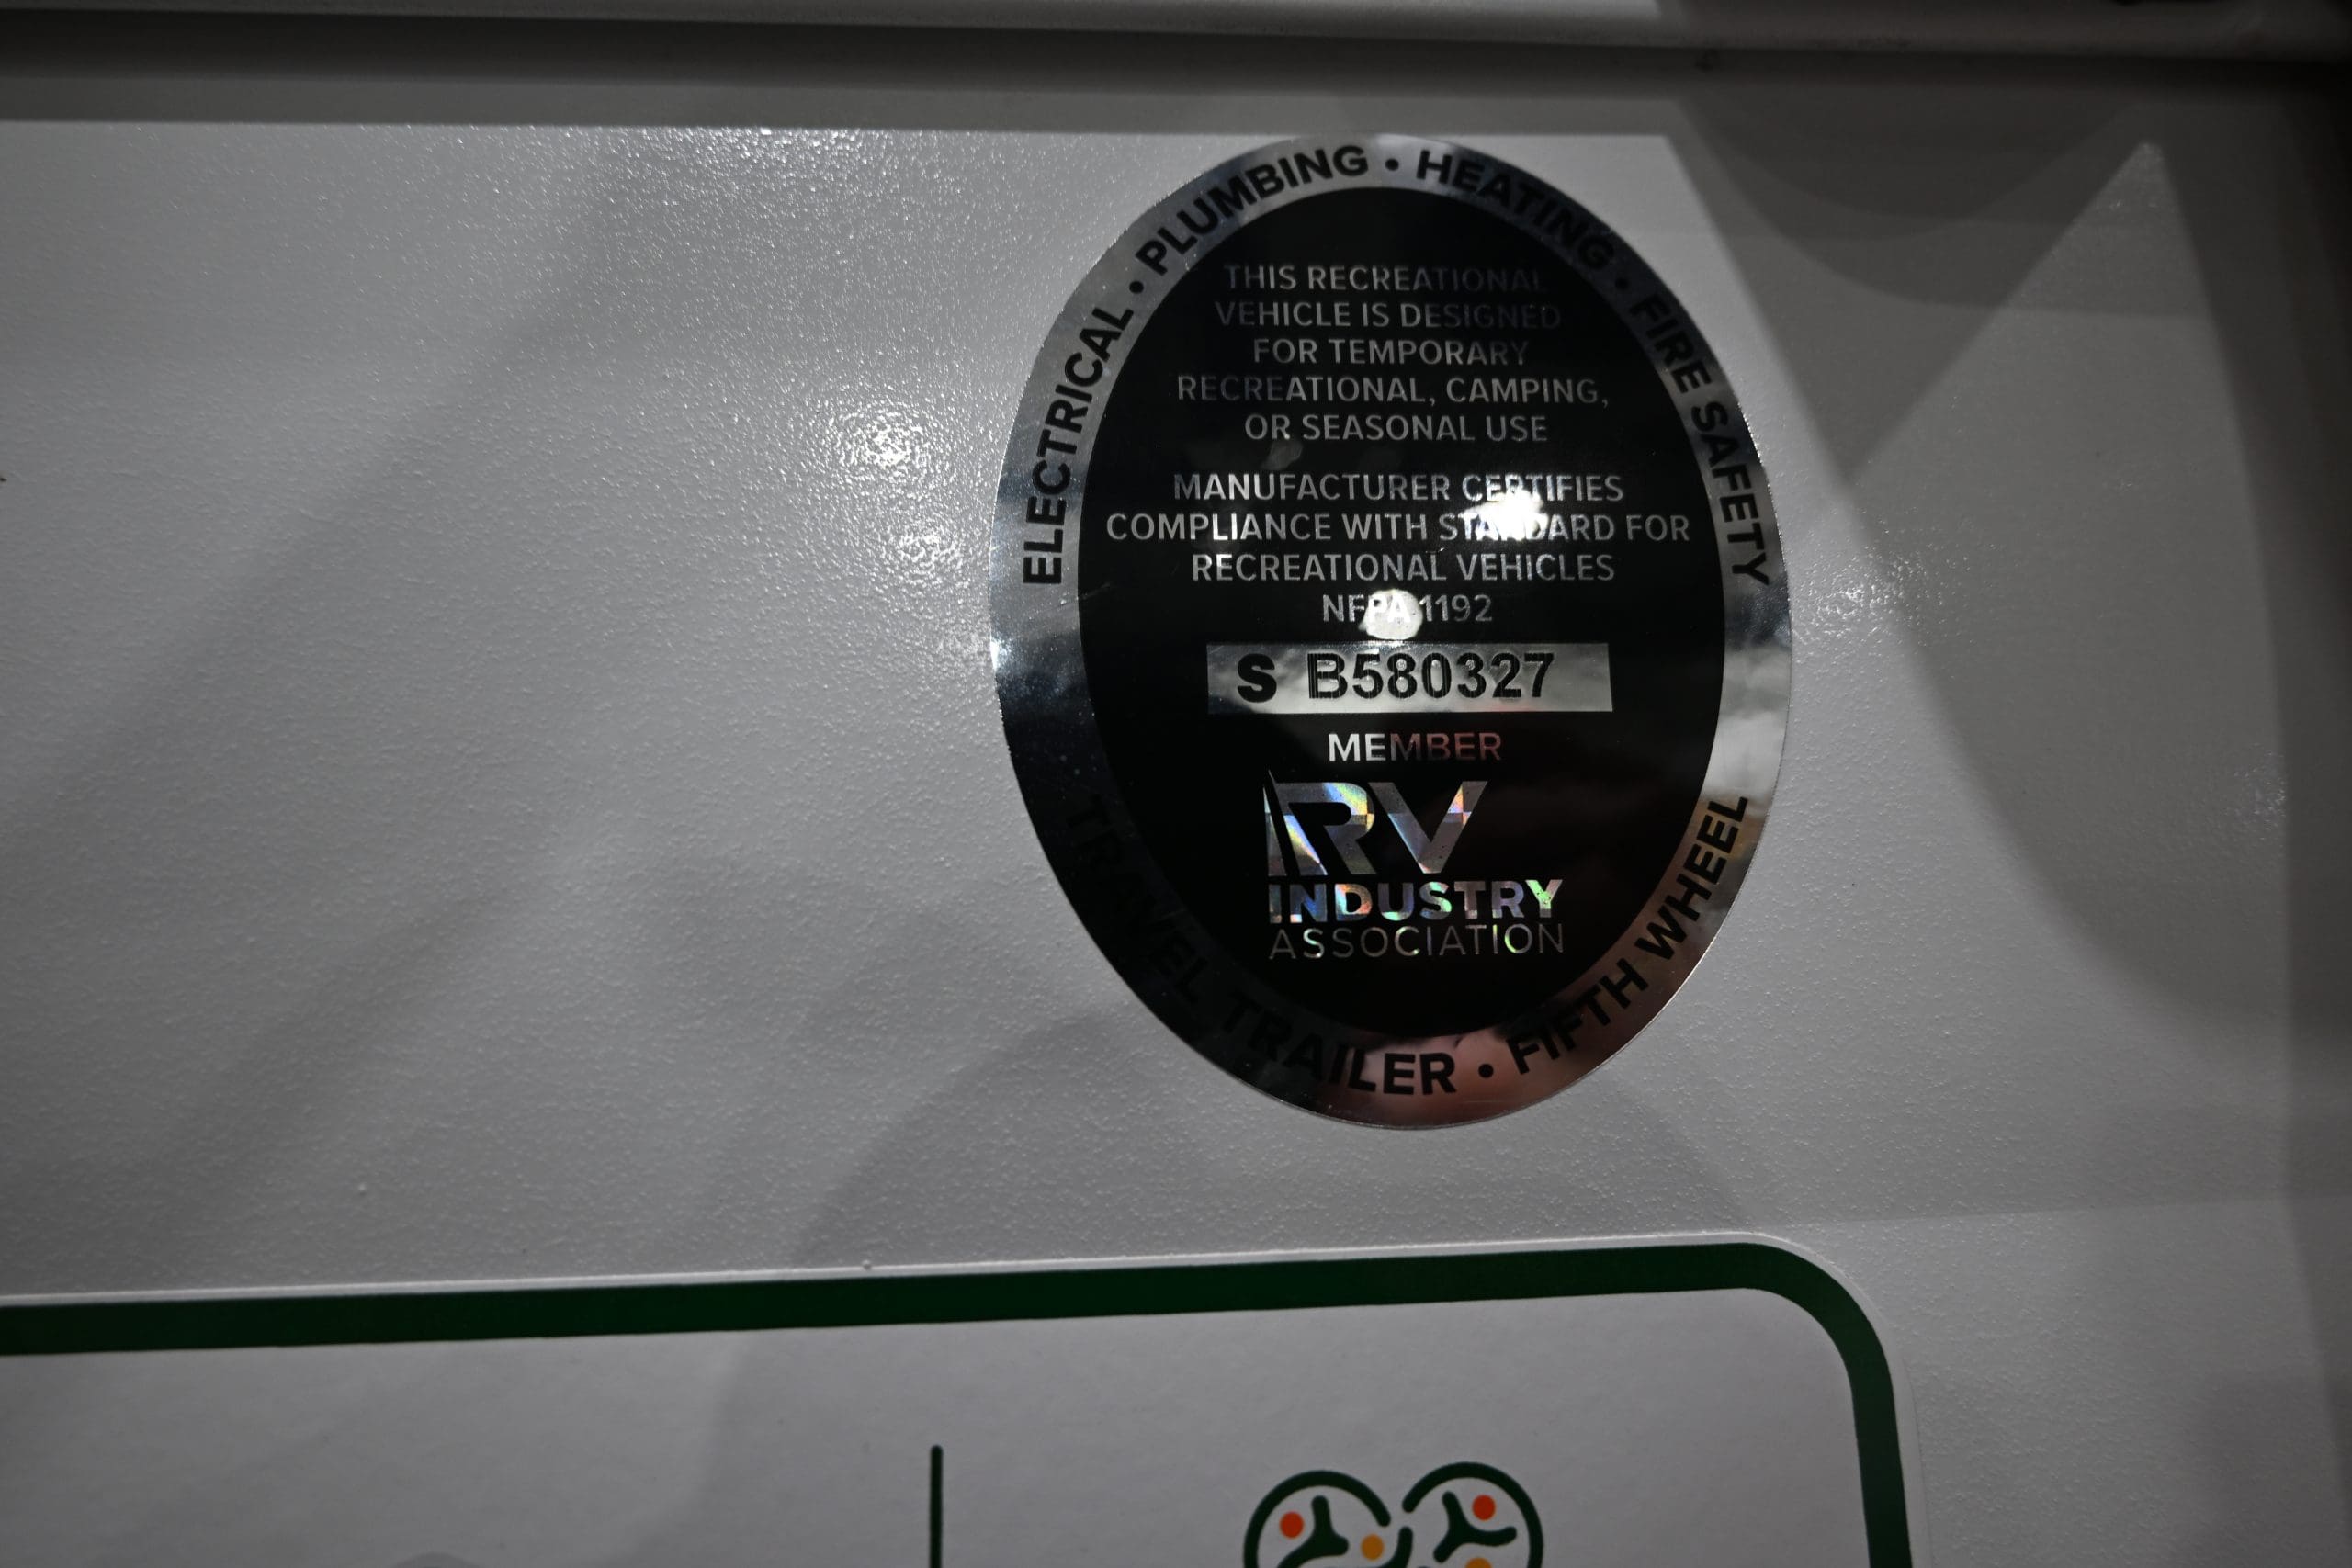 ELECTRICAL • PLUMBING • HEATING • FIRE SAFETY
THIS RECREATIONAL
VEHICLE IS DESIGNED
FOR TEMPORARY
RECREATIONAL, CAMPING,
OR SEASONAL USE
MANUFACTURER CERTIFIES
COMPLIANCE WITH STANDARD FOR
RECREATIONAL VEHICLES
NFPA 1192
S B580327
MEMBER
RV
INDUSTRY
ASSOCIATION
TRAVEL TRAILER • FIFTH WHEEL